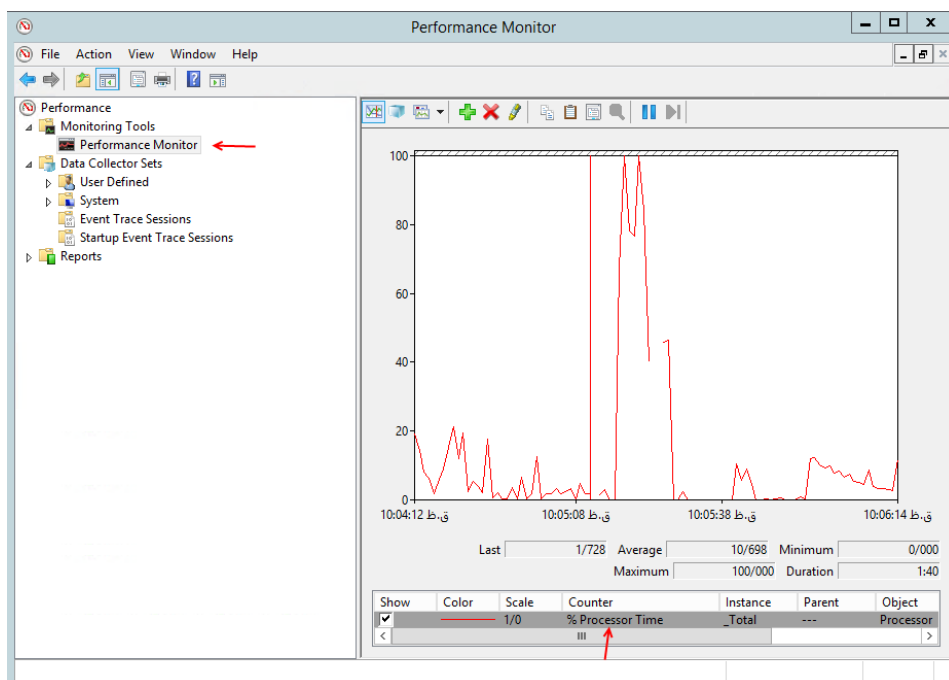 Performance Monitor
File Action View Window Help
Performance
Monitoring Tools
Performance Monitor
Data Collector Sets
User Defined
System
Event Trace Sessions
Startup Event Trace Sessions
Reports
100
80
60
40
20
0
10:04:12 ق.ظ 10:05:08 ق.ظ 10:05:38 ق.ظ 10:06:14 ق.ظ
Last 1/728 Average 10/698 Minimum 0/000
Maximum 100/000 Duration 1:40
Show Color Scale Counter Instance Parent Object
1/0 % Processor Time _Total --- Processor